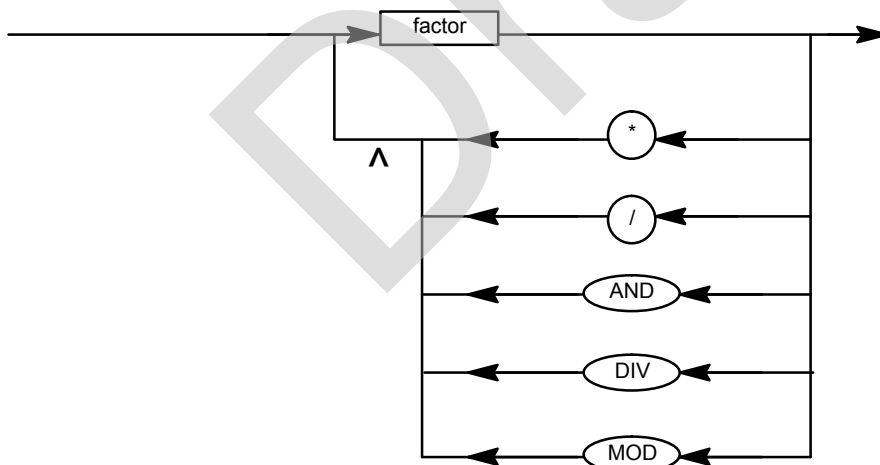 factor
*
∧
/
AND
DIV
MOD